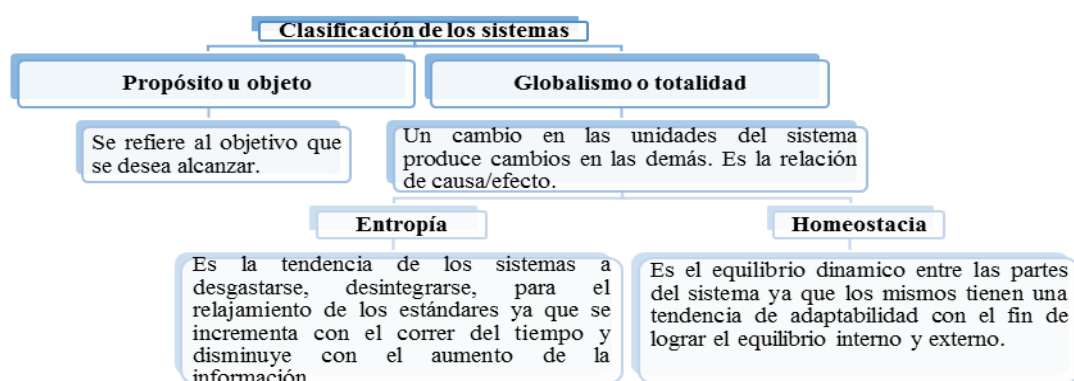 Clasificación de los sistemas
Propósito u objeto
Globalismo o totalidad
Se refiere al objetivo que
se desea alcanzar.
Un cambio en las unidades del sistema
produce cambios en las demás. Es la relación
de causa/efecto.
Entropía
Homeostacia
Es la tendencia de los sistemas a
desgastarse, desintegrarse, para el
relajamiento de los estándares ya que se
incrementa con el correr del tiempo y
disminuye con el aumento de la
información
Es el equilibrio dinamico entre las partes
del sistema ya que los mismos tienen una
tendencia de adaptabilidad con el fin de
lograr el equilibrio interno y externo.